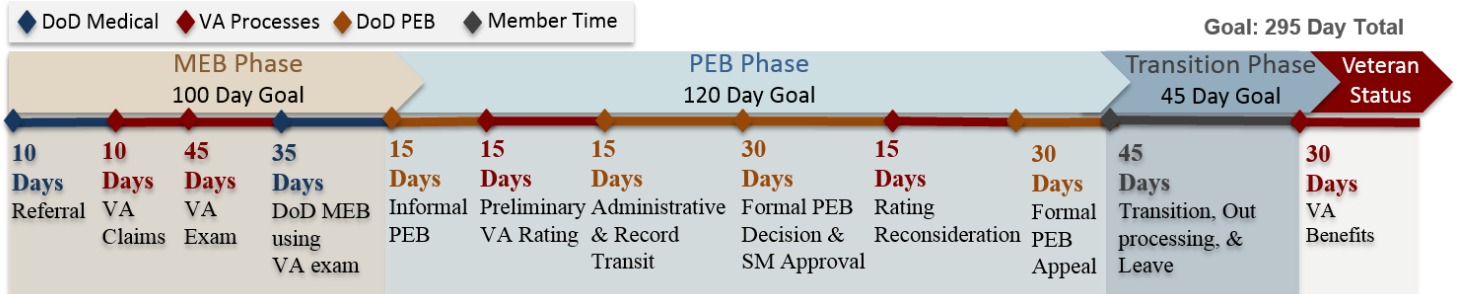 DoD Medical
VA Processes
DoD PEB
Member Time
Goal: 295 Day Total
MEB Phase
100 Day Goal
PEB Phase
120 Day Goal
Transition Phase
45 Day Goal
Veteran
Status
10
Days
Referral
10
Days
VA
Claims
45
Days
VA
Exam
35
Days
DoD MEB
using
VA exam
15
Days
Informal
PEB
15
Days
Preliminary
VA Rating
15
Days
Administrative
& Record
Transit
30
Days
Formal PEB
Decision &
SM Approval
15
Days
Rating
Reconsideration
30
Days
Formal
PEB
Appeal
45
Days
Transition, Out
processing, &
Leave
30
Days
VA
Benefits